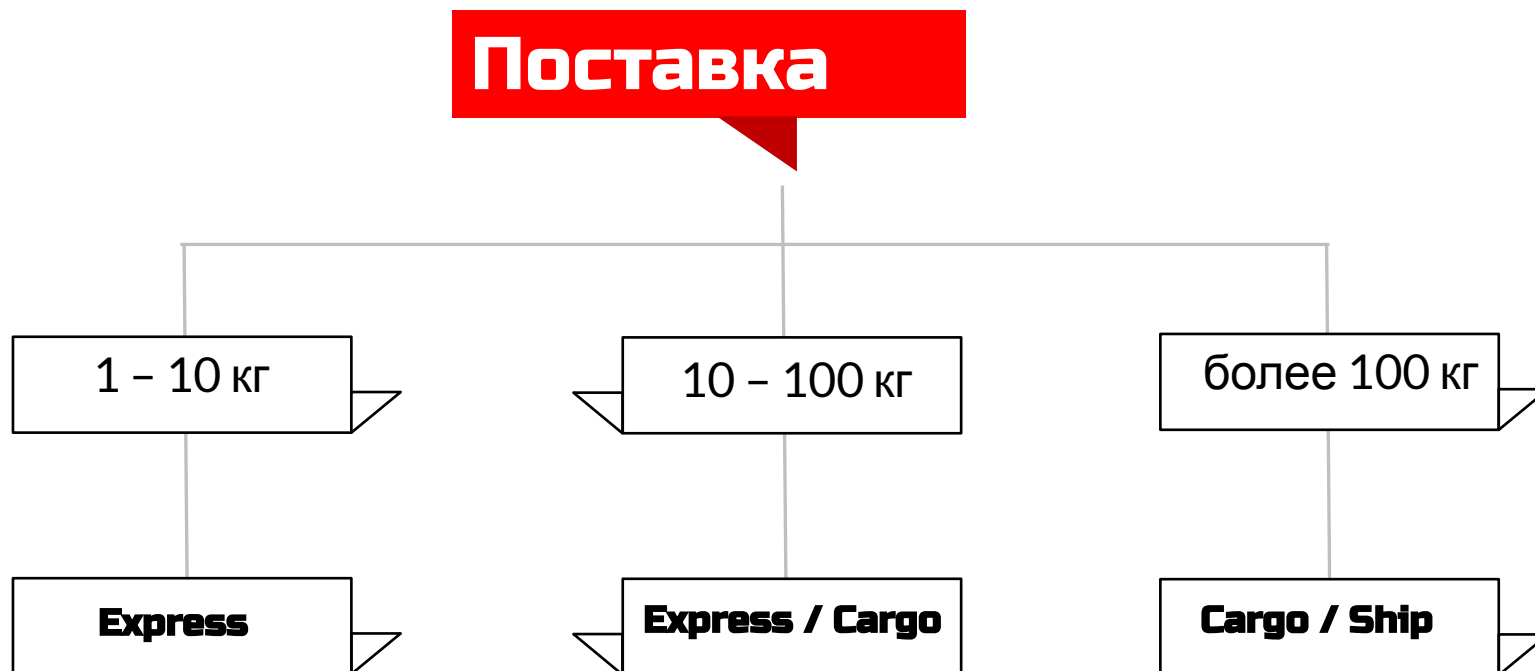 Поставка
1 – 10 кг
10 – 100 кг
более 100 кг
Express
Express / Cargo
Cargo / Ship